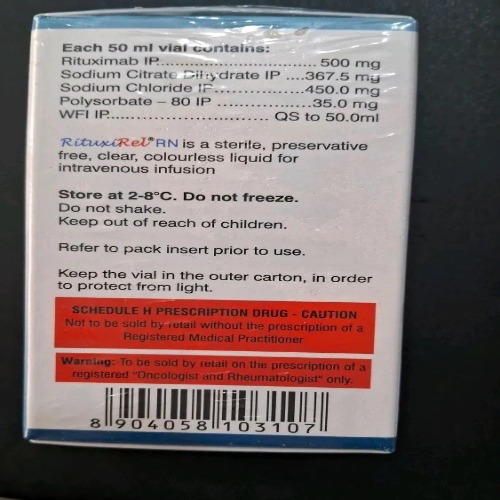 Each 50 ml vial contains:
Rituximab IP.................................. 500 mg
Sodium Citrate Dihydrate IP ....367.5 mg
Sodium Chloride IP......................450.0 mg
Polysorbate – 80 IP .....................35.0 mg
WFI IP............................. QS to 50.0ml
RituxiRel®RN is a sterile, preservative
free, clear, colourless liquid for
intravenous infusion
Store at 2-8°C. Do not freeze.
Do not shake.
Keep out of reach of children.
Refer to pack insert prior to use.
Keep the vial in the outer carton, in order
to protect from light.
SCHEDULE H PRESCRIPTION DRUG - CAUTION
Not to be sold by retail without the prescription of a
Registered Medical Practitioner
Warning: To be sold by retail on the prescription of a
registered "Oncologist and Rheumatologist" only.
8 904058 103107